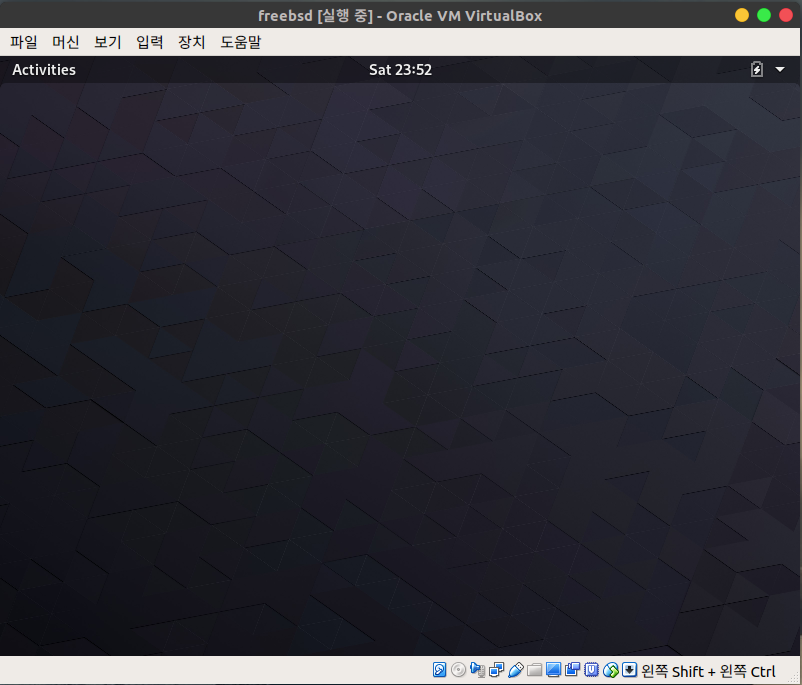 freebsd [실행 중] - Oracle VM VirtualBox
파일 머신 보기 입력 장치 도움말
Activities Sat 23:52
왼쪽 Shift + 왼쪽 Ctrl